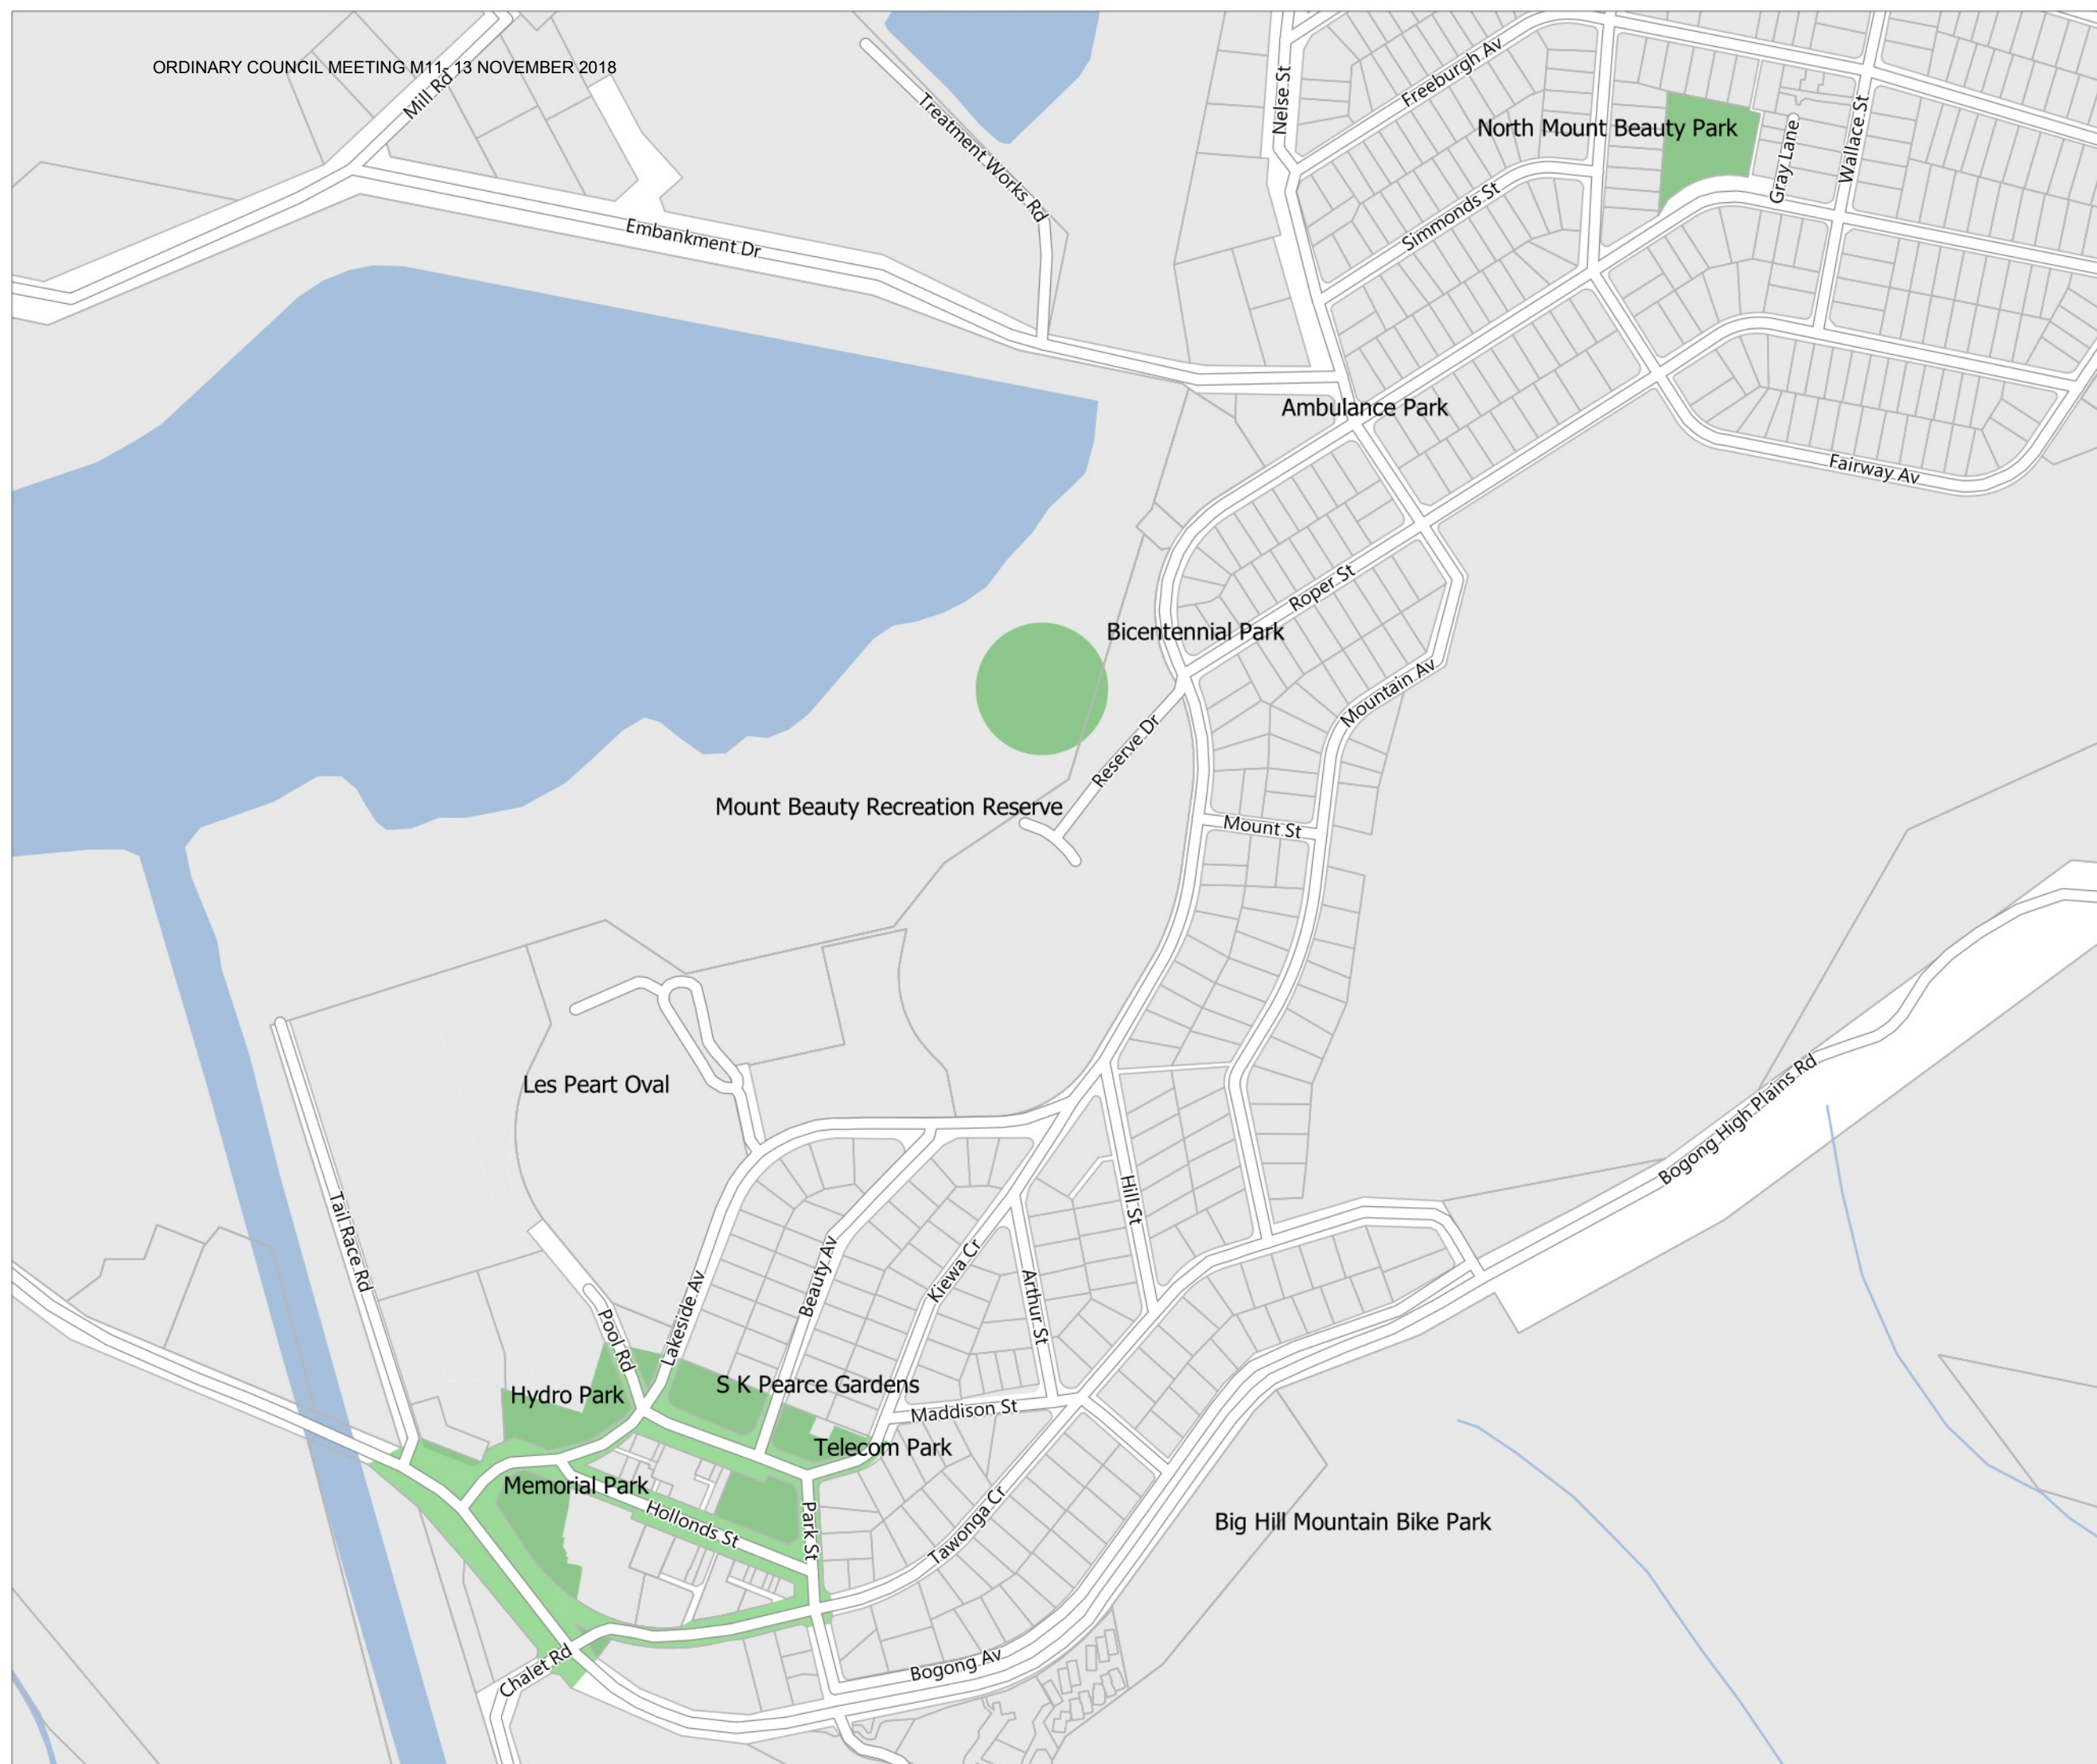 ORDINARY COUNCIL MEETING M11- 13 NOVEMBER 2018
Mill Rd
Treatment Works Rd
Nelse St
Freeburgh Av
North Mount Beauty Park
Gray Lane
Wallace St
Simmonds St
Embankment Dr
Ambulance Park
Fairway Av
Roper St
Bicentennial Park
Mountain Av
Reserve Dr
Mount Beauty Recreation Reserve
Mount St
Les Peart Oval
Bogong High Plains Rd
Tail Race Rd
Hill St
Beauty Av
Kiewa Cr
Arthur St
Lakeside Av
Pool Rd
Hydro Park
S K Pearce Gardens
Maddison St
Telecom Park
Memorial Park
Hollonds St
Park St
Tawonga Cr
Big Hill Mountain Bike Park
Chalet Rd
Bogong Av